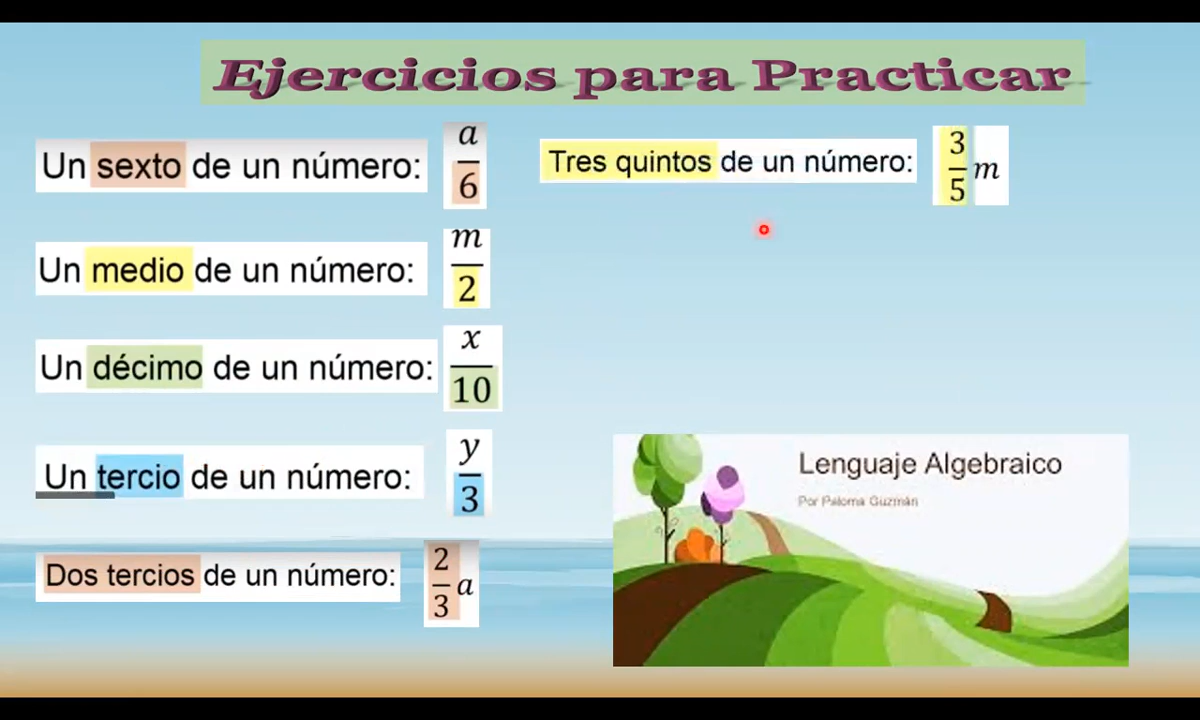 Ejercicios para Practicar
Un sexto de un número:
a
6
Un medio de un número:
m
2
Un décimo de un número:
x
10
Un tercio de un número:
y
3
Dos tercios de un número:
2
3
a
Tres quintos de un número:
3
5
m
Lenguaje Algebraico
Por Paloma Guzmán